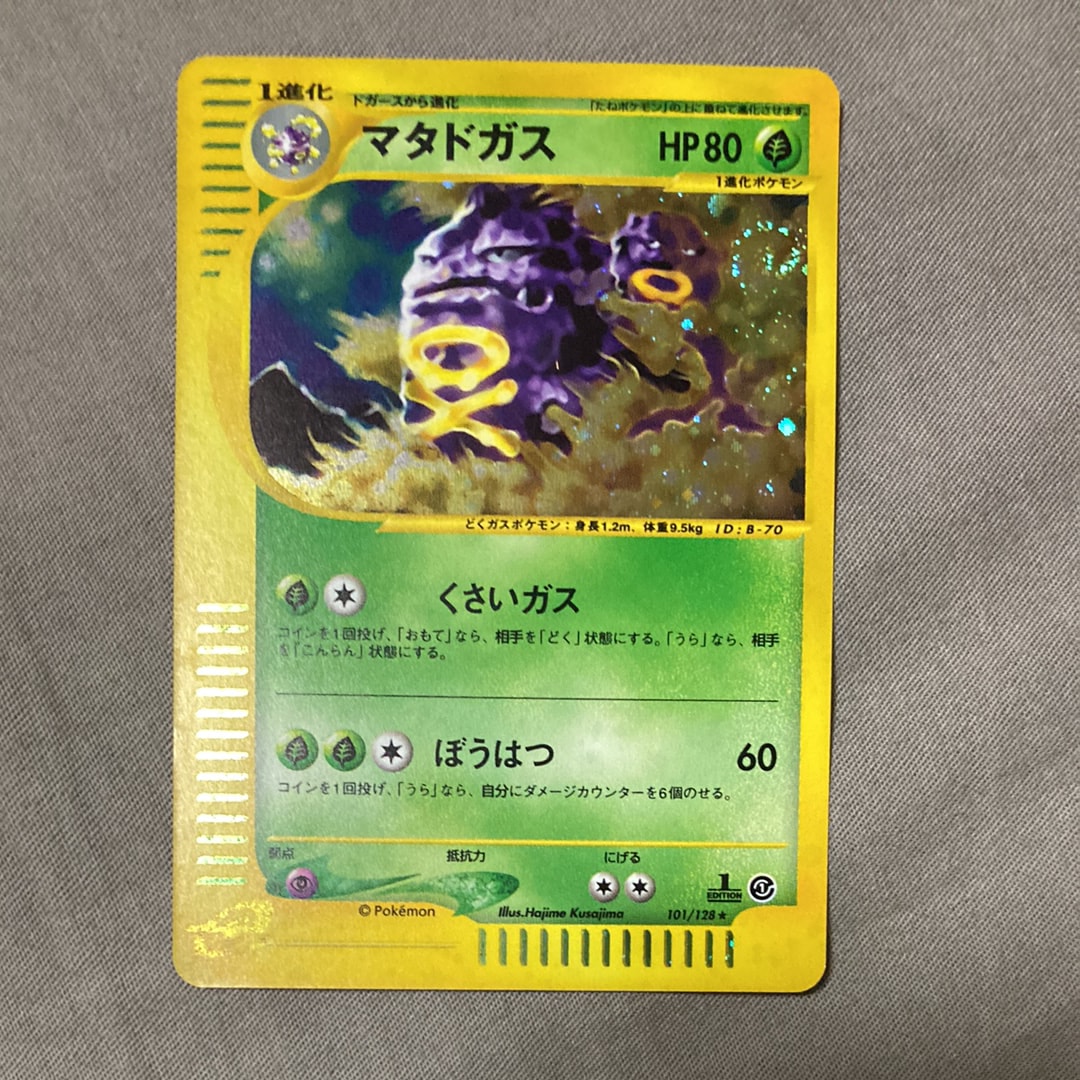 1進化
ドガースから進化
「たねポケモン」の上に重ねて進化させます。
マタドガス
HP80
1進化ポケモン
どくガスポケモン：身長1.2m、体重9.5kg ID:B-70
くさいガス
コインを1回投げ、「おもて」なら、相手を「どく」状態にする。「うら」なら、相手
を「こんらん」状態にする。
ぼうはつ 60
コインを1回投げ、「うら」なら、自分にダメージカウンターを6個のせる。
弱点 抵抗力 にげる
1
EDITION
© Pokémon Illus.Hajime Kusajima 101/128★